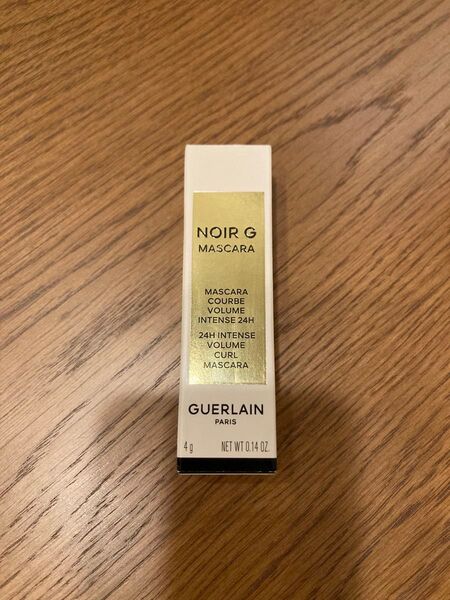 NOIR G
MASCARA
MASCARA
COURBE
VOLUME
INTENSE 24H
24H INTENSE
VOLUME
CURL
MASCARA
GUERLAIN
PARIS
4 g NET WT 0.14 OZ.